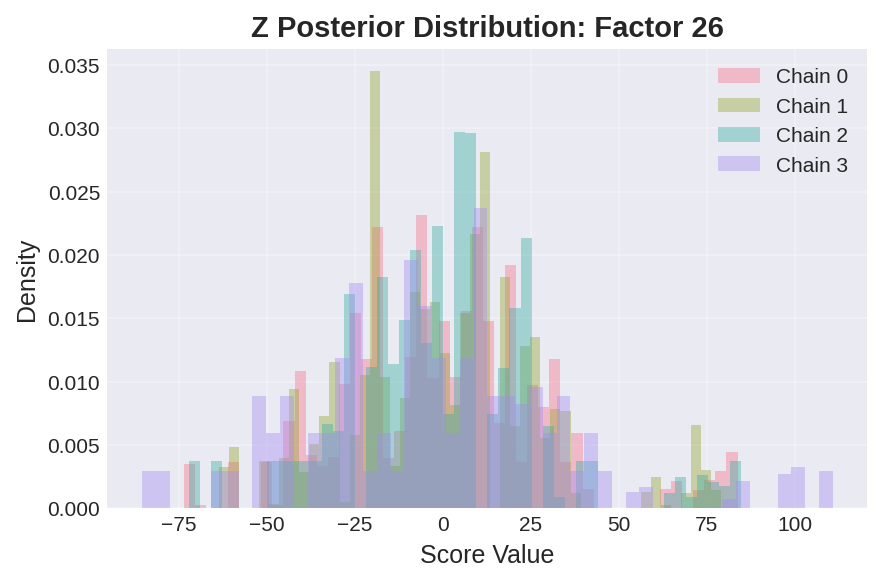 Z Posterior Distribution: Factor 26
Chain 0
Chain 1
Chain 2
Chain 3
0.035
0.030
0.025
0.020
0.015
0.010
0.005
0.000
Density
−75 −50 −25 0 25 50 75 100
Score Value